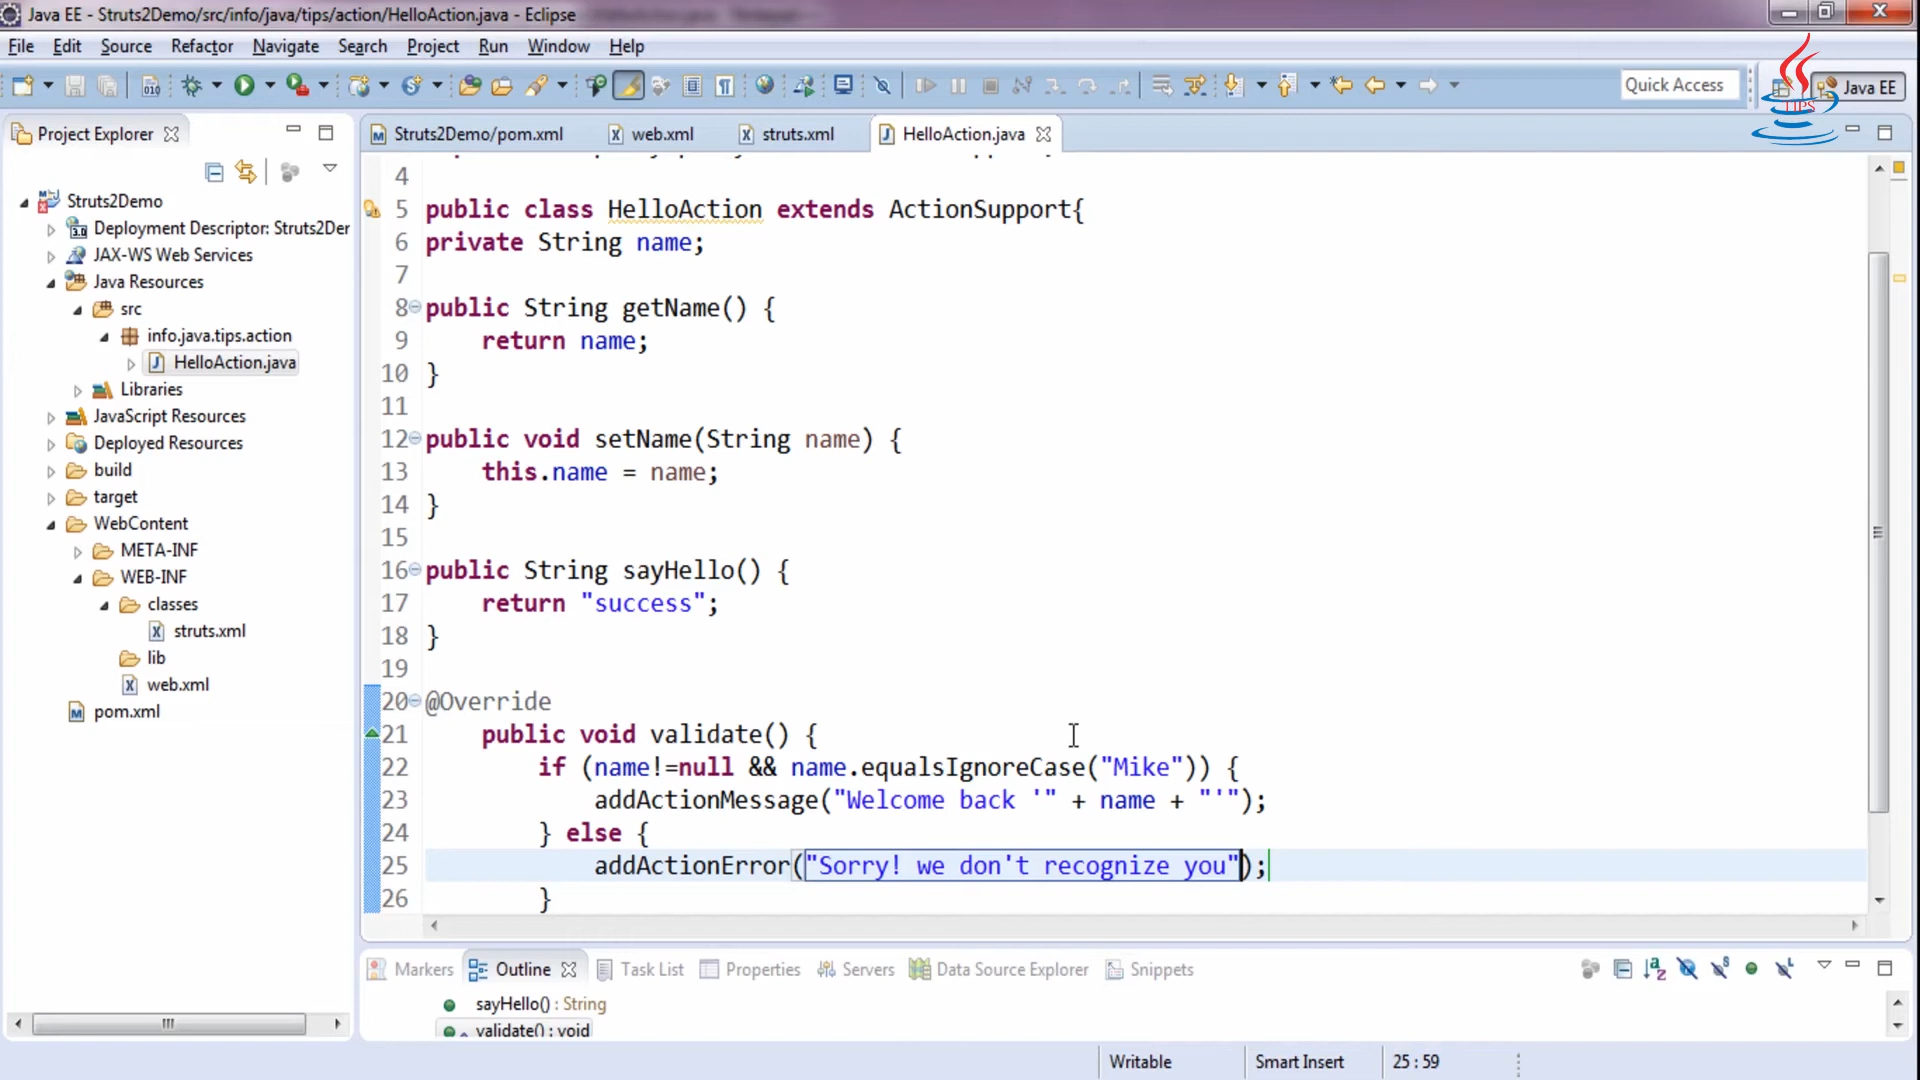 Java EE - Struts2Demo/src/info/java/tips/action/HelloAction.java - Eclipse
File Edit Source Refactor Navigate Search Project Run Window Help
Quick Access
Java EE
TIPS
Project Explorer
Struts2Demo/pom.xml web.xml struts.xml HelloAction.java
Struts2Demo
Deployment Descriptor: Struts2Der
JAX-WS Web Services
Java Resources
src
info.java.tips.action
HelloAction.java
Libraries
JavaScript Resources
Deployed Resources
build
target
WebContent
META-INF
WEB-INF
classes
struts.xml
lib
web.xml
pom.xml
4
5 public class HelloAction extends ActionSupport{
6 private String name;
7
8 public String getName() {
9 return name;
10 }
11
12 public void setName(String name) {
13 this.name = name;
14 }
15
16 public String sayHello() {
17 return "success";
18 }
19
20 @Override
21 public void validate() {
22 if (name!=null && name.equalsIgnoreCase("Mike")) {
23 addActionMessage("Welcome back '" + name + "'");
24 } else {
25 addActionError("Sorry! we don't recognize you");
26 }
Markers Outline Task List Properties Servers Data Source Explorer Snippets
sayHello() : String
validate() : void
Writable Smart Insert 25 : 59